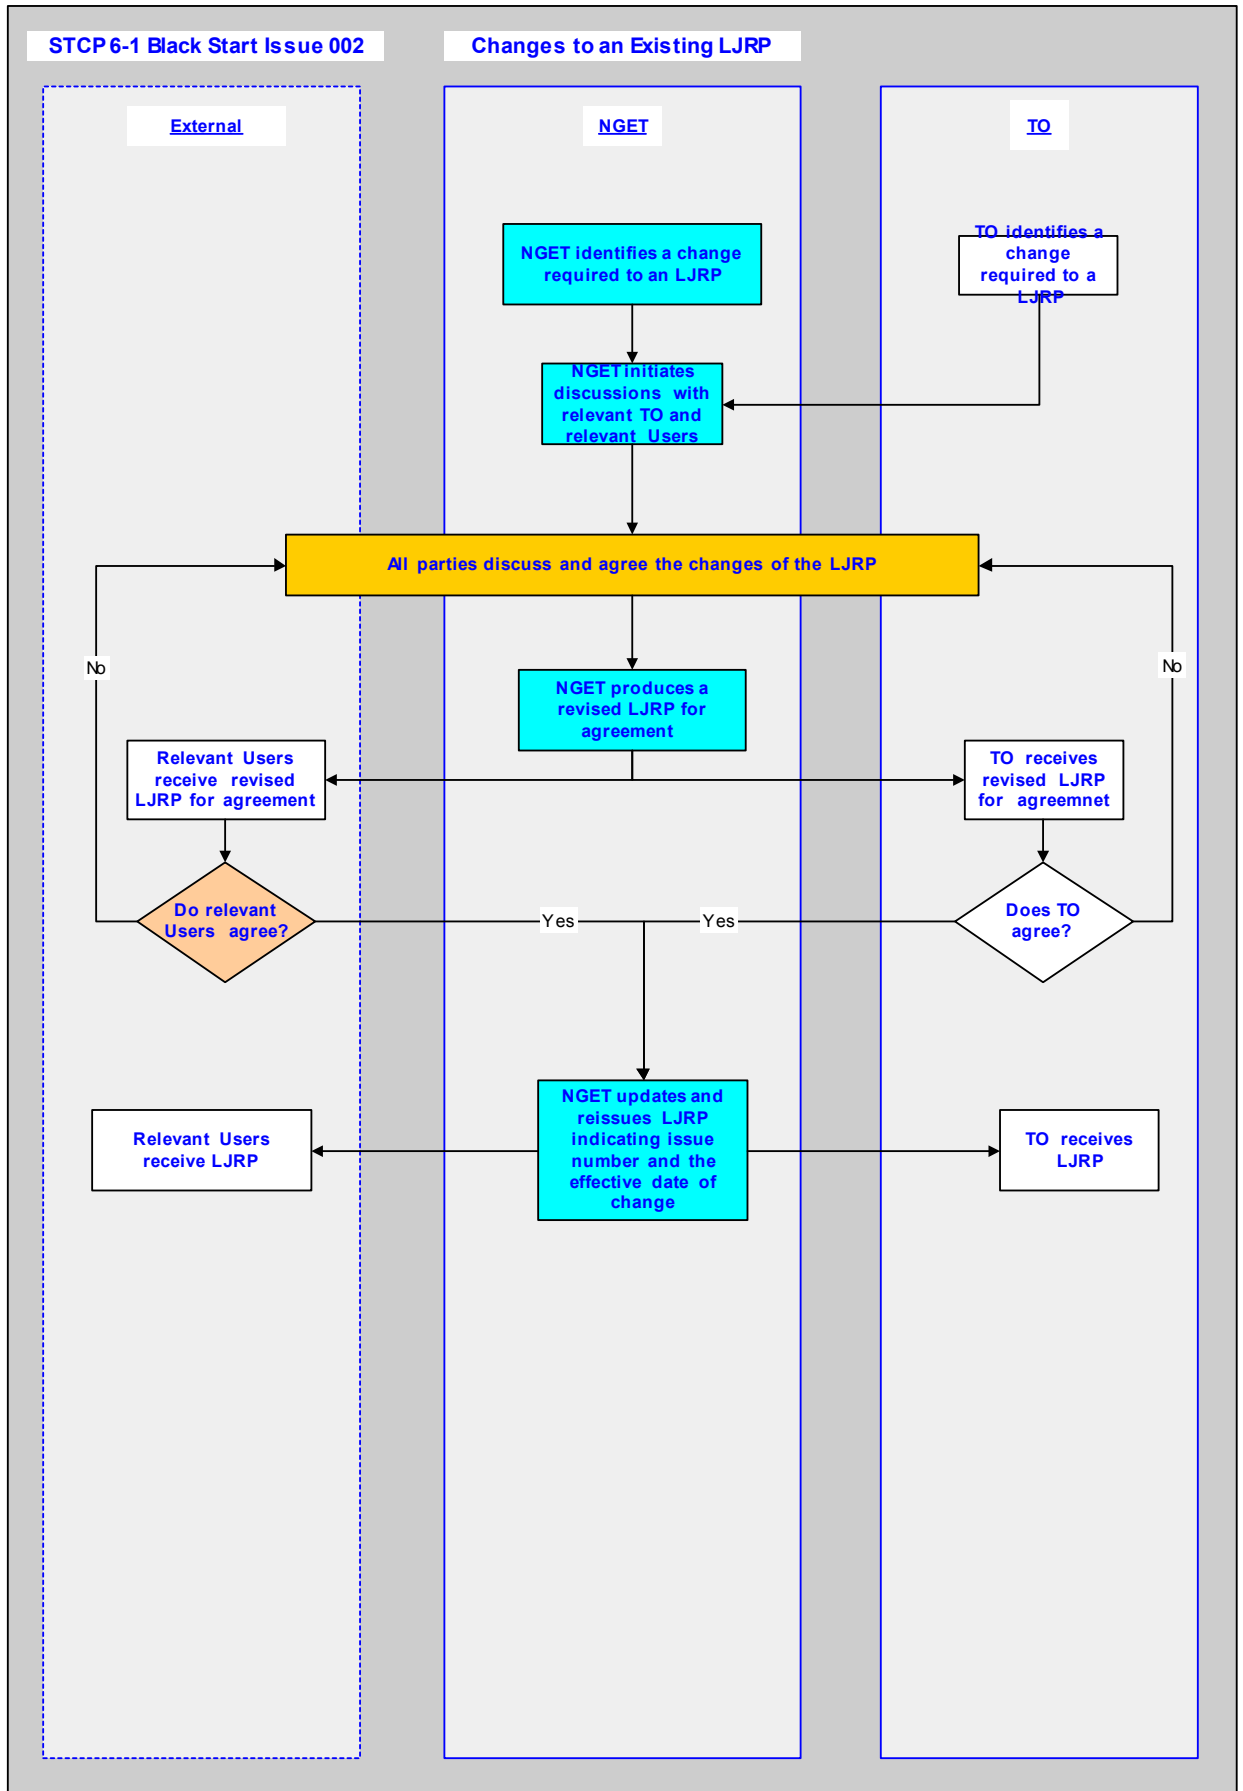 STCP 6-1 Black Start Issue 002
Changes to an Existing LJRP
External
NGET
TO
NGET identifies a change
required to an LJRP
TO identifies a
change
required to a
LJRP
NGET initiates
discussions with
relevant TO and
relevant Users
All parties discuss and agree the changes of the LJRP
No
No
NGET produces a
revised LJRP for
agreement
Relevant Users
receive revised
LJRP for agreement
TO receives
revised LJRP
for agreemnet
Do relevant
Users agree?
Yes
Yes
Does TO
agree?
NGET updates and
reissues LJRP
indicating issue
number and the
effective date of
change
Relevant Users
receive LJRP
TO receives
LJRP